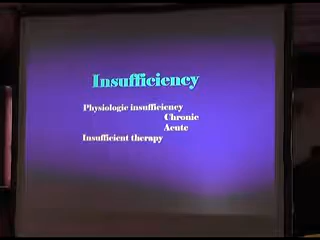 Insufficiency
Physiologic insufficiency
Chronic
Acute
Insufficient therapy